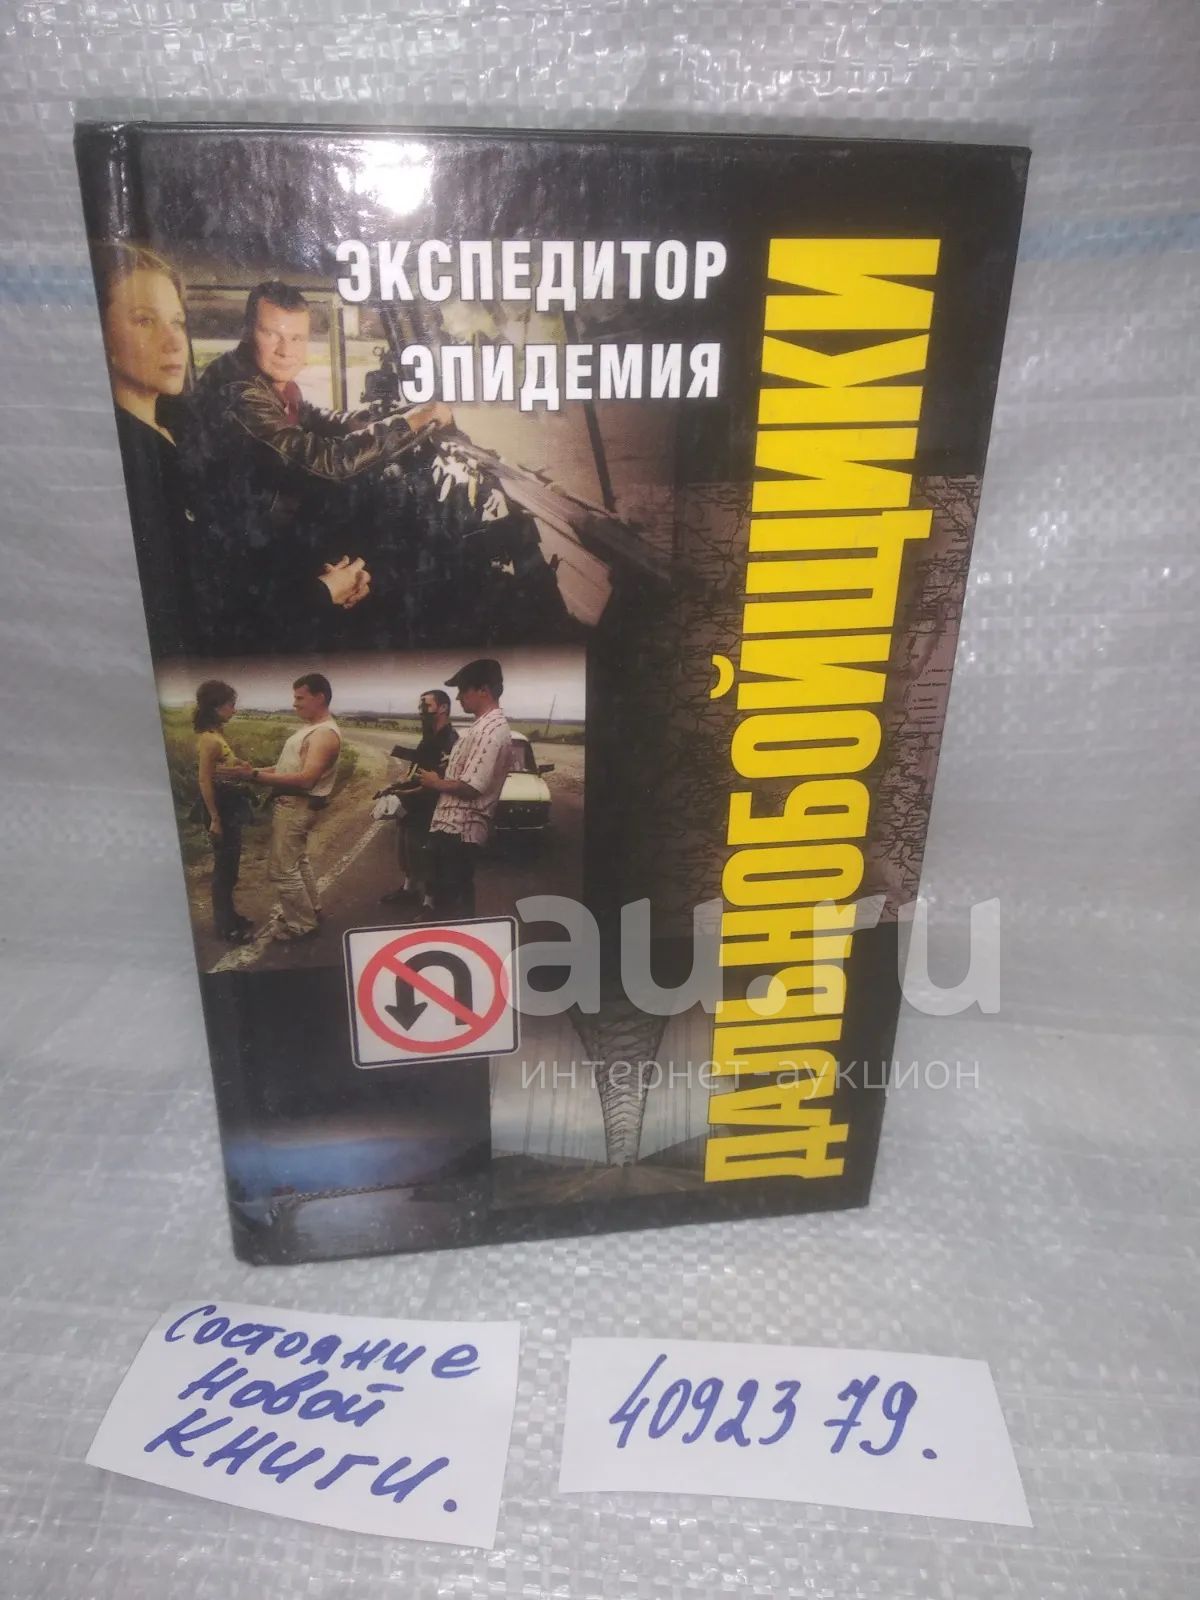 ЭКСПЕДИТОР
ЭПИДЕМИЯ
ДАЛЬНОБОЙЩИКИ
au.ru
интернет-аукцион
Состояние
новой
книги.
4092379.